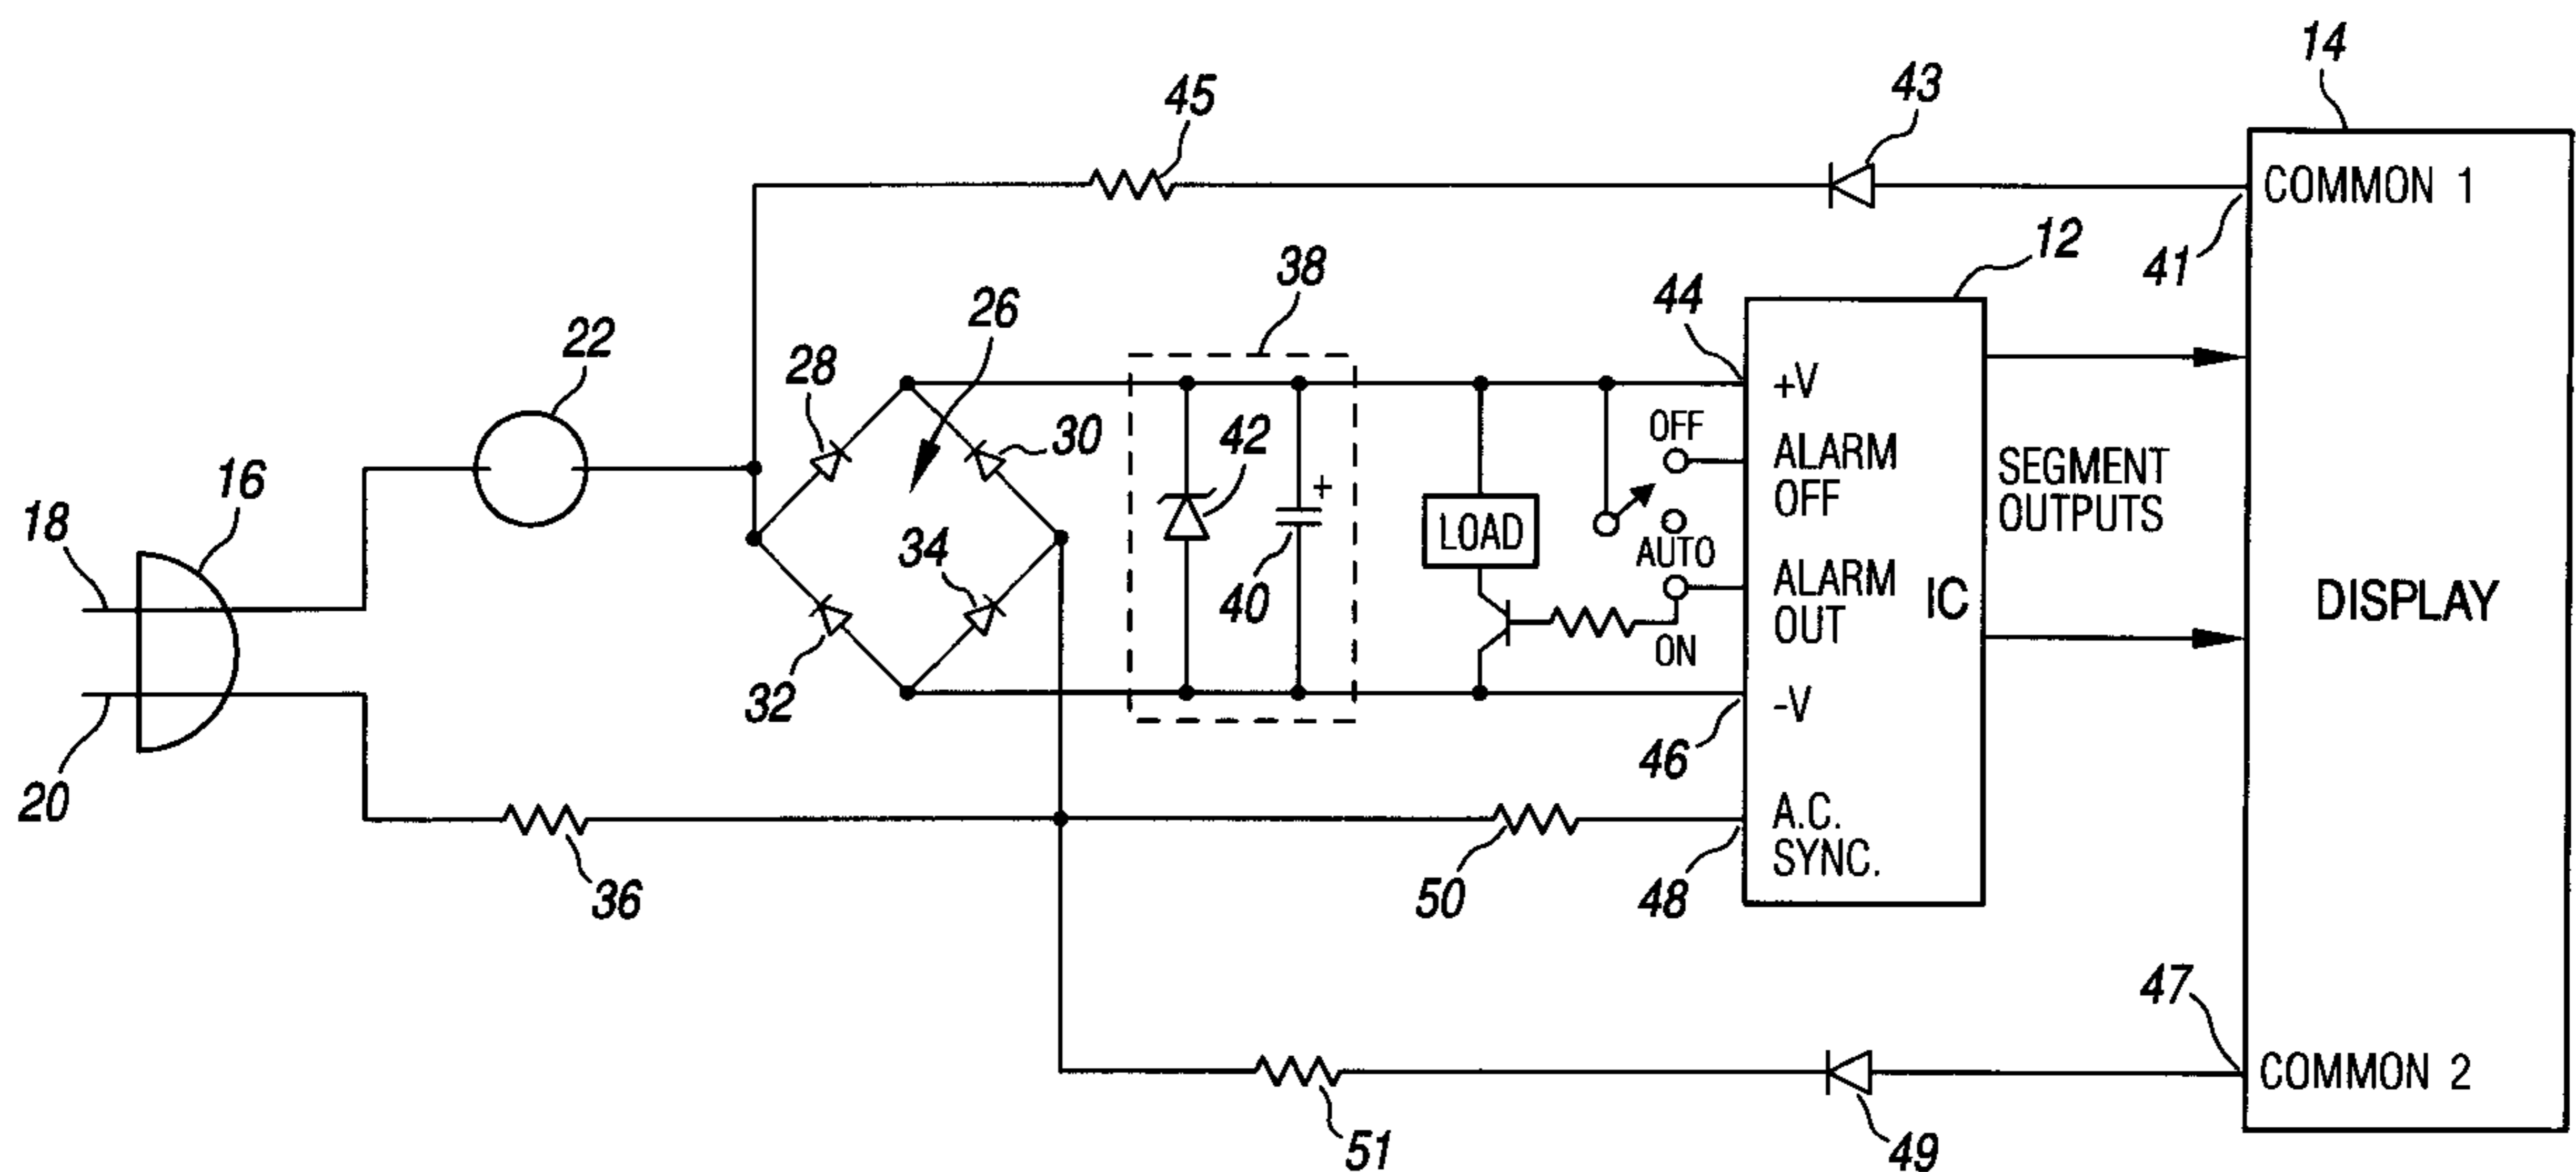 14
45
43
COMMON 1
12
41
38
44
26
22
28
+V
OFF
30
42
ALARM
OFF
SEGMENT
OUTPUTS
16
+
18
LOAD
34
AUTO
40
ALARM
OUT
IC
DISPLAY
ON
32
-V
20
46
A.C.
SYNC.
36
50
48
47
COMMON 2
51
49